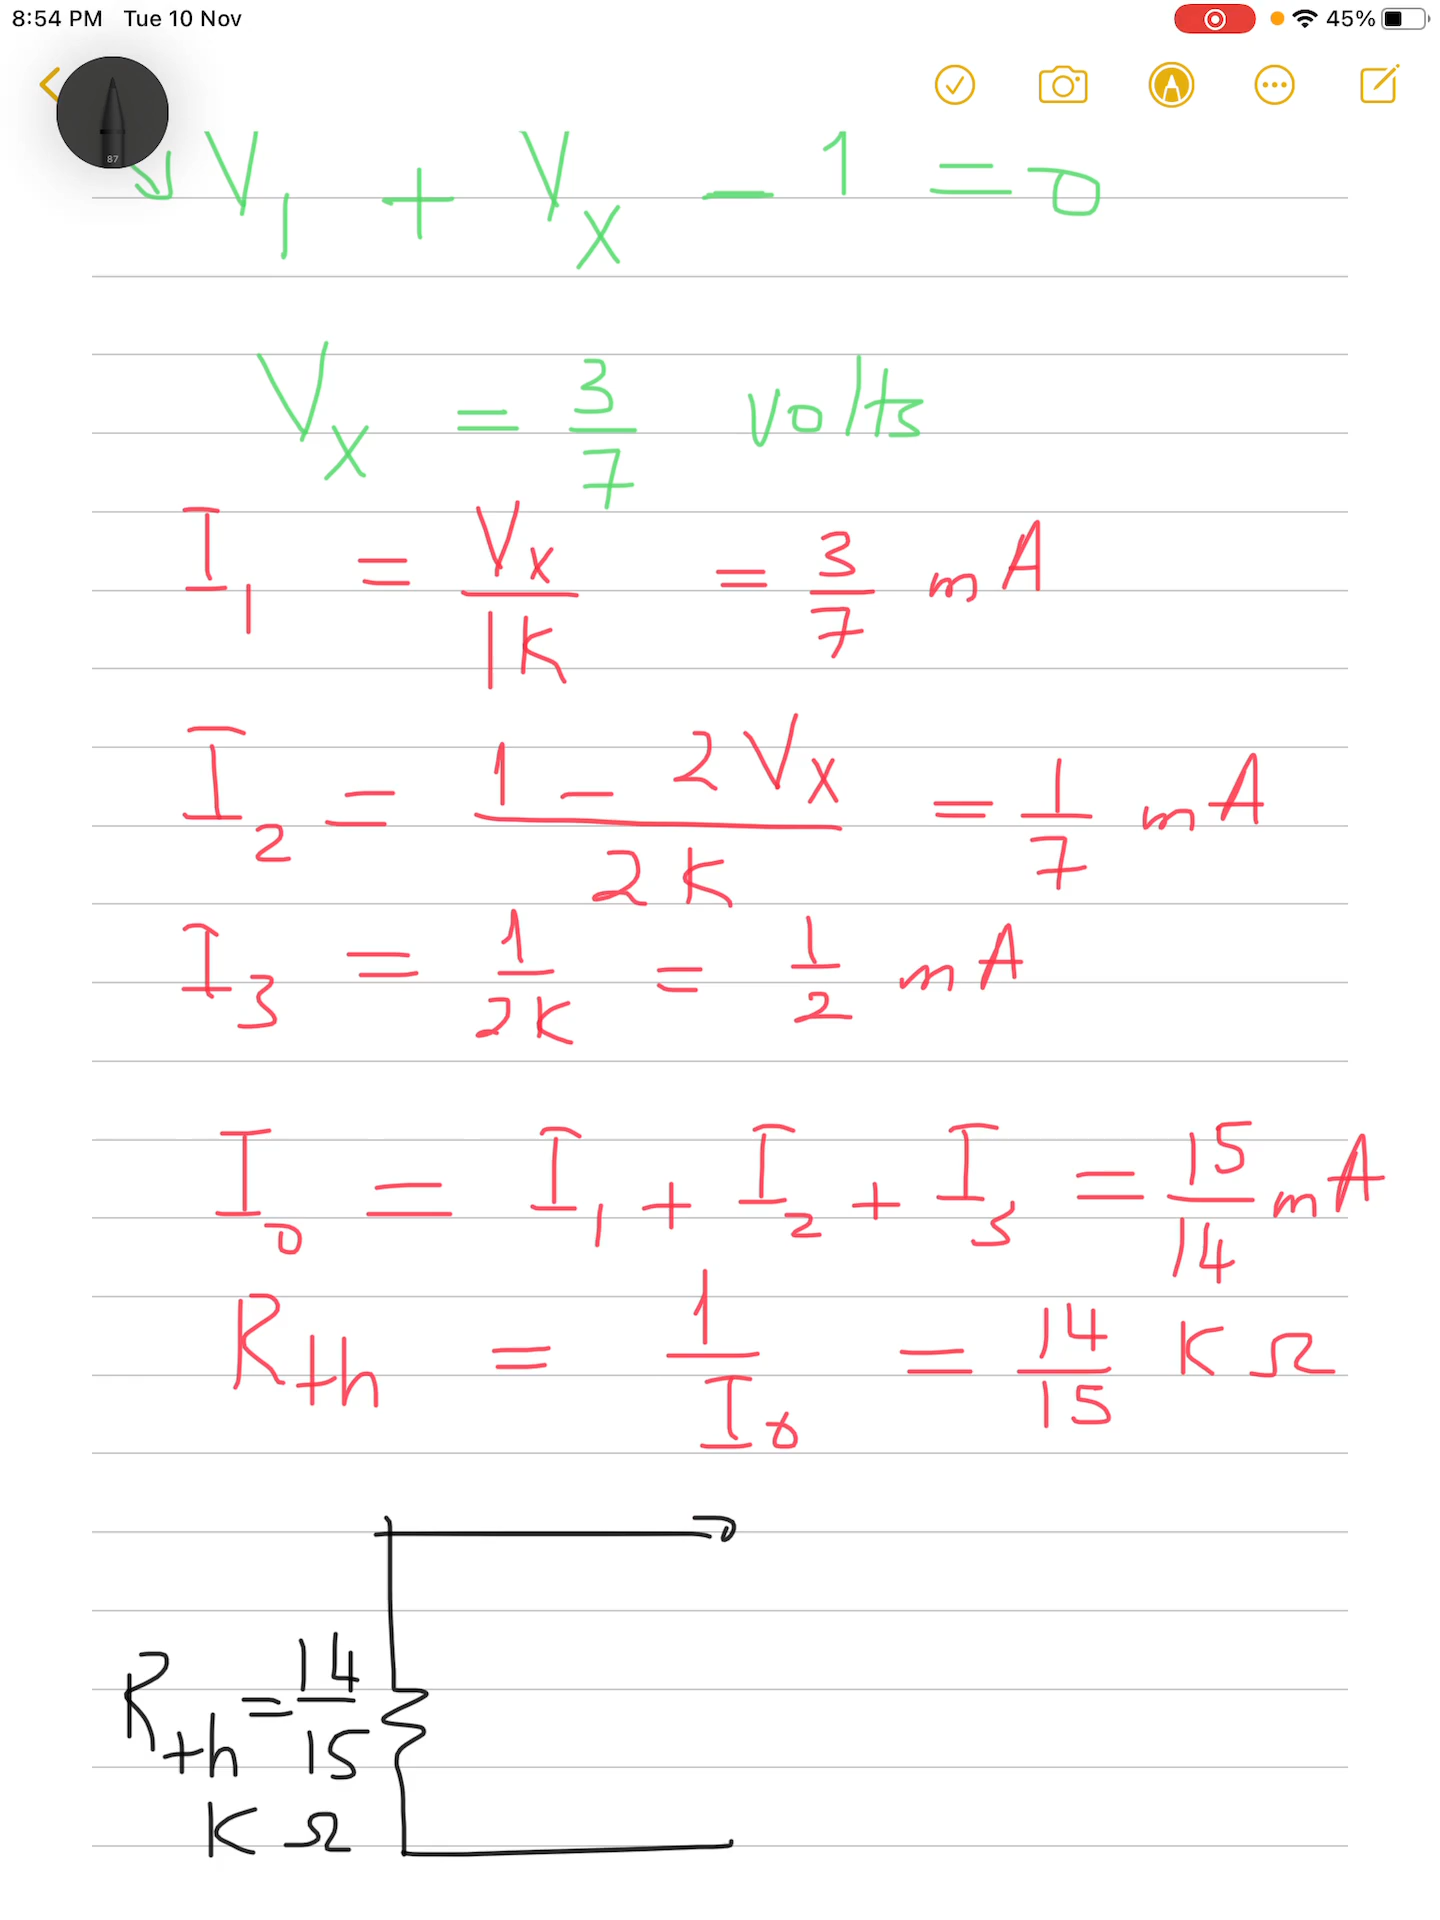 8:54 PM Tue 10 Nov 45%
87
V₁ + Vₓ − 1 = 0
Vₓ = 3/7 volts
I₁ = Vₓ/1K = 3/7 mA
I₂ = (1 − 2Vₓ)/2K = 1/7 mA
I₃ = 1/2K = 1/2 mA
I₀ = I₁ + I₂ + I₃ = 15/14 mA
Rth = 1/I₀ = 14/15 KΩ
Rth = 14/15
KΩ